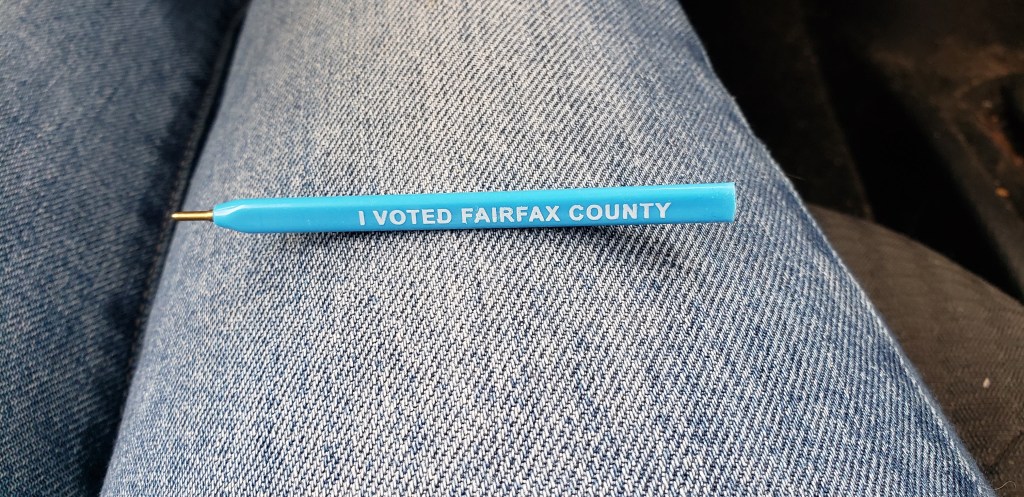 I VOTED FAIRFAX COUNTY